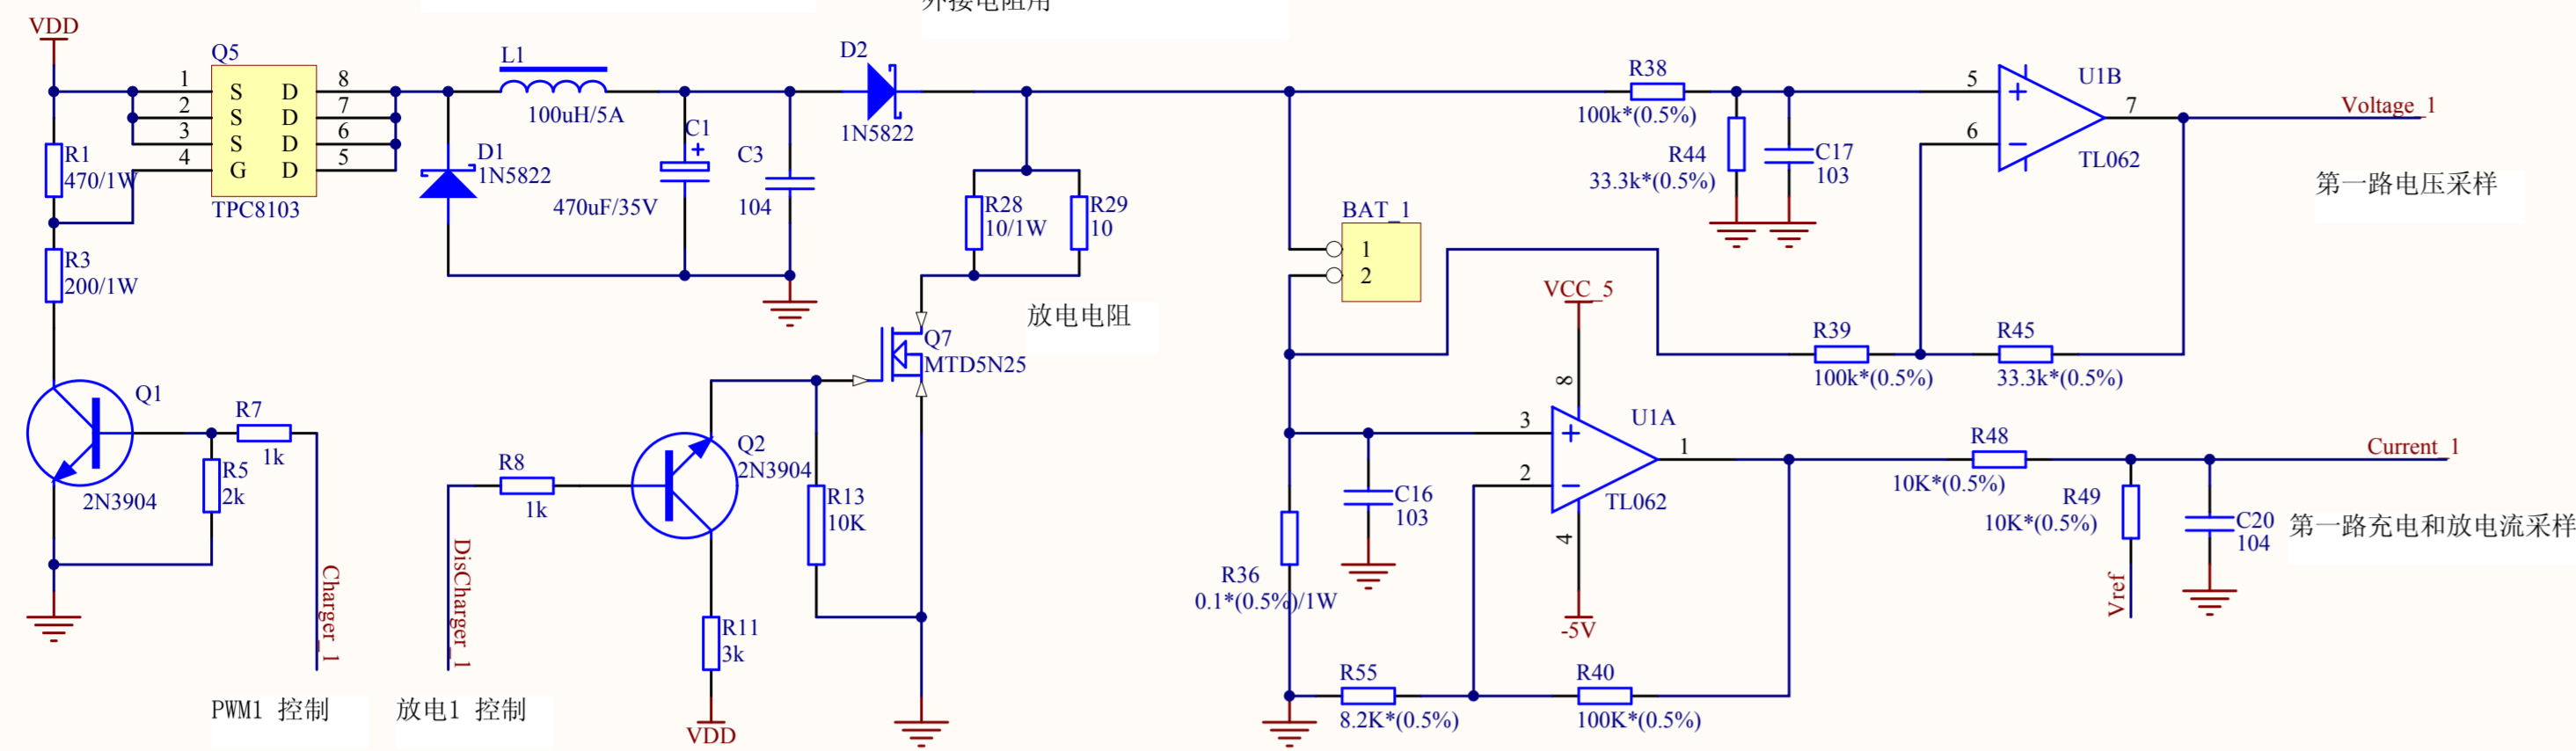 外接电阻用
VDD
Q5
1 S D 8
2 S D 7
3 S D 6
4 G D 5
TPC8103
R1
470/1W
R3
200/1W
Q1
2N3904
R7
1k
R5
2k
Charger_1
PWM1 控制
L1
100uH/5A
D1
1N5822
C1
+
470uF/35V
C3
104
D2
1N5822
R28
10/1W
R29
10
放电电阻
Q7
MTD5N25
Q2
2N3904
R8
1k
R13
10K
R11
3k
VDD
DisCharger_1
放电1 控制
BAT_1
1
2
R38
100k*(0.5%)
R44
33.3k*(0.5%)
C17
103
5
6
7
U1B
TL062
Voltage_1
第一路电压采样
R39
100k*(0.5%)
R45
33.3k*(0.5%)
VCC_5
8
3
2
1
4
U1A
TL062
-5V
C16
103
R36
0.1*(0.5%)/1W
R55
8.2K*(0.5%)
R40
100K*(0.5%)
R48
10K*(0.5%)
R49
10K*(0.5%)
Vref
C20
104
Current_1
第一路充电和放电流采样